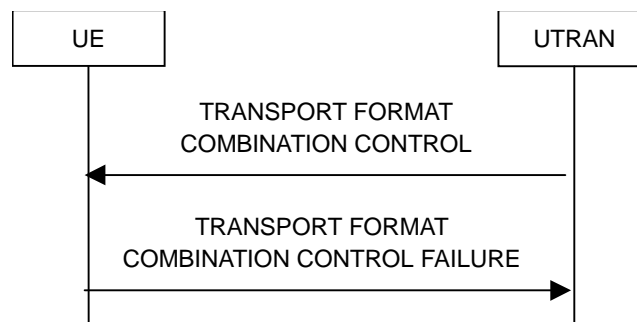 UE
UTRAN
TRANSPORT FORMAT
COMBINATION CONTROL
TRANSPORT FORMAT
COMBINATION CONTROL FAILURE